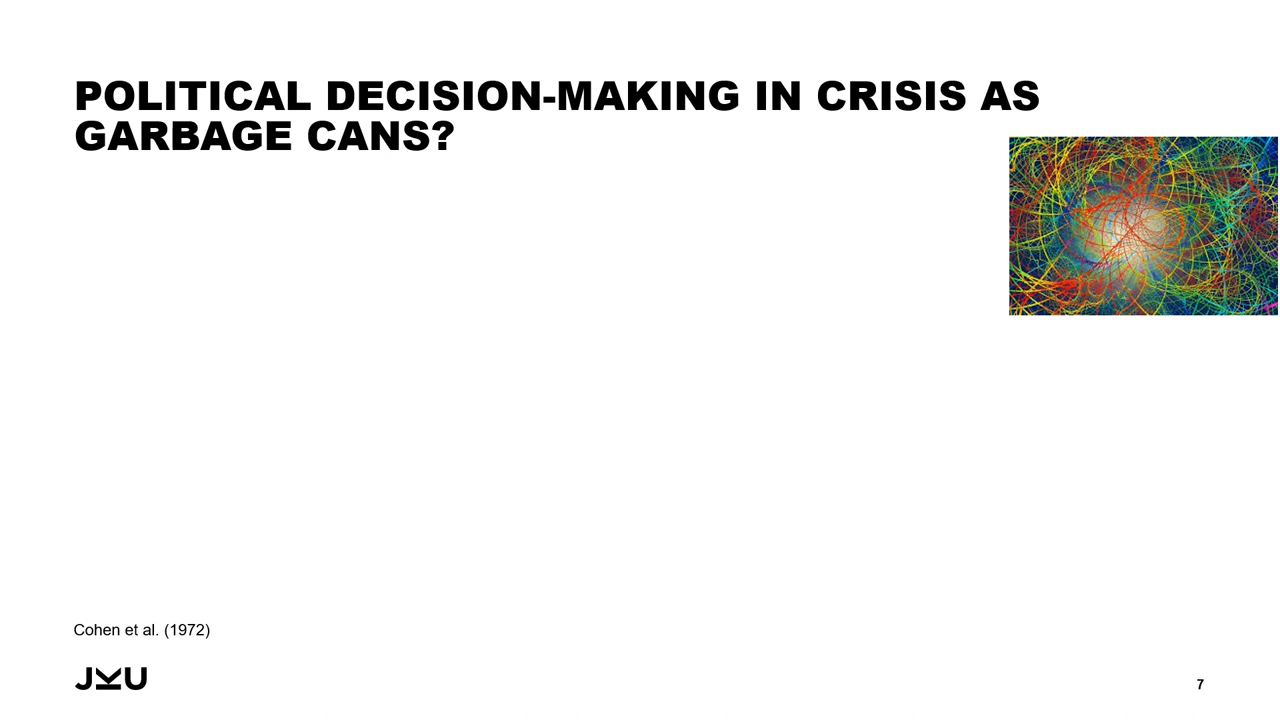 POLITICAL DECISION-MAKING IN CRISIS AS
GARBAGE CANS?
Cohen et al. (1972)
JKU
7